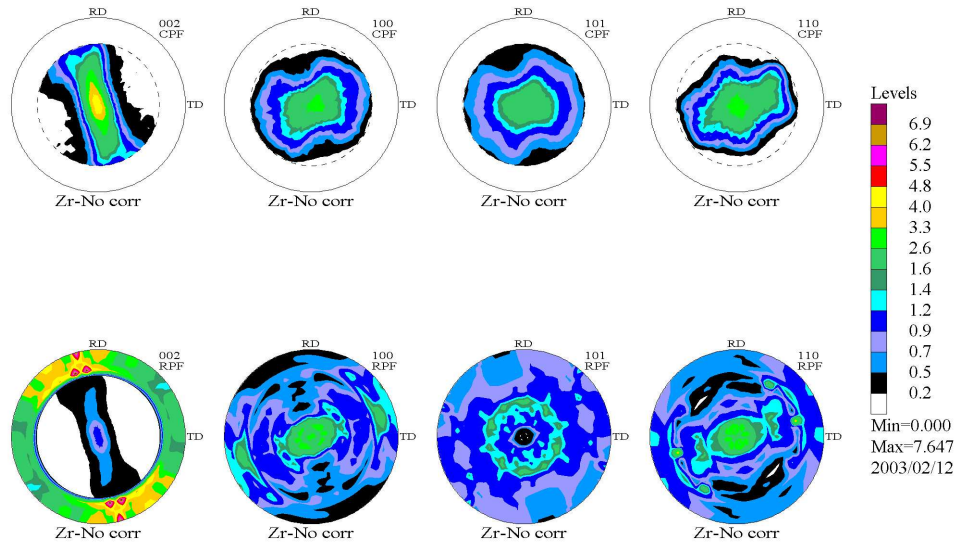 RD
002
CPF
TD
Zr-No corr
RD
100
CPF
TD
Zr-No corr
RD
101
CPF
TD
Zr-No corr
RD
110
CPF
TD
Zr-No corr
Levels
6.9
6.2
5.5
4.8
4.0
3.3
2.6
1.6
1.4
1.2
0.9
0.7
0.5
0.2
Min=0.000
Max=7.647
2003/02/12
RD
002
RPF
TD
Zr-No corr
RD
100
RPF
TD
Zr-No corr
RD
101
RPF
TD
Zr-No corr
RD
110
RPF
TD
Zr-No corr